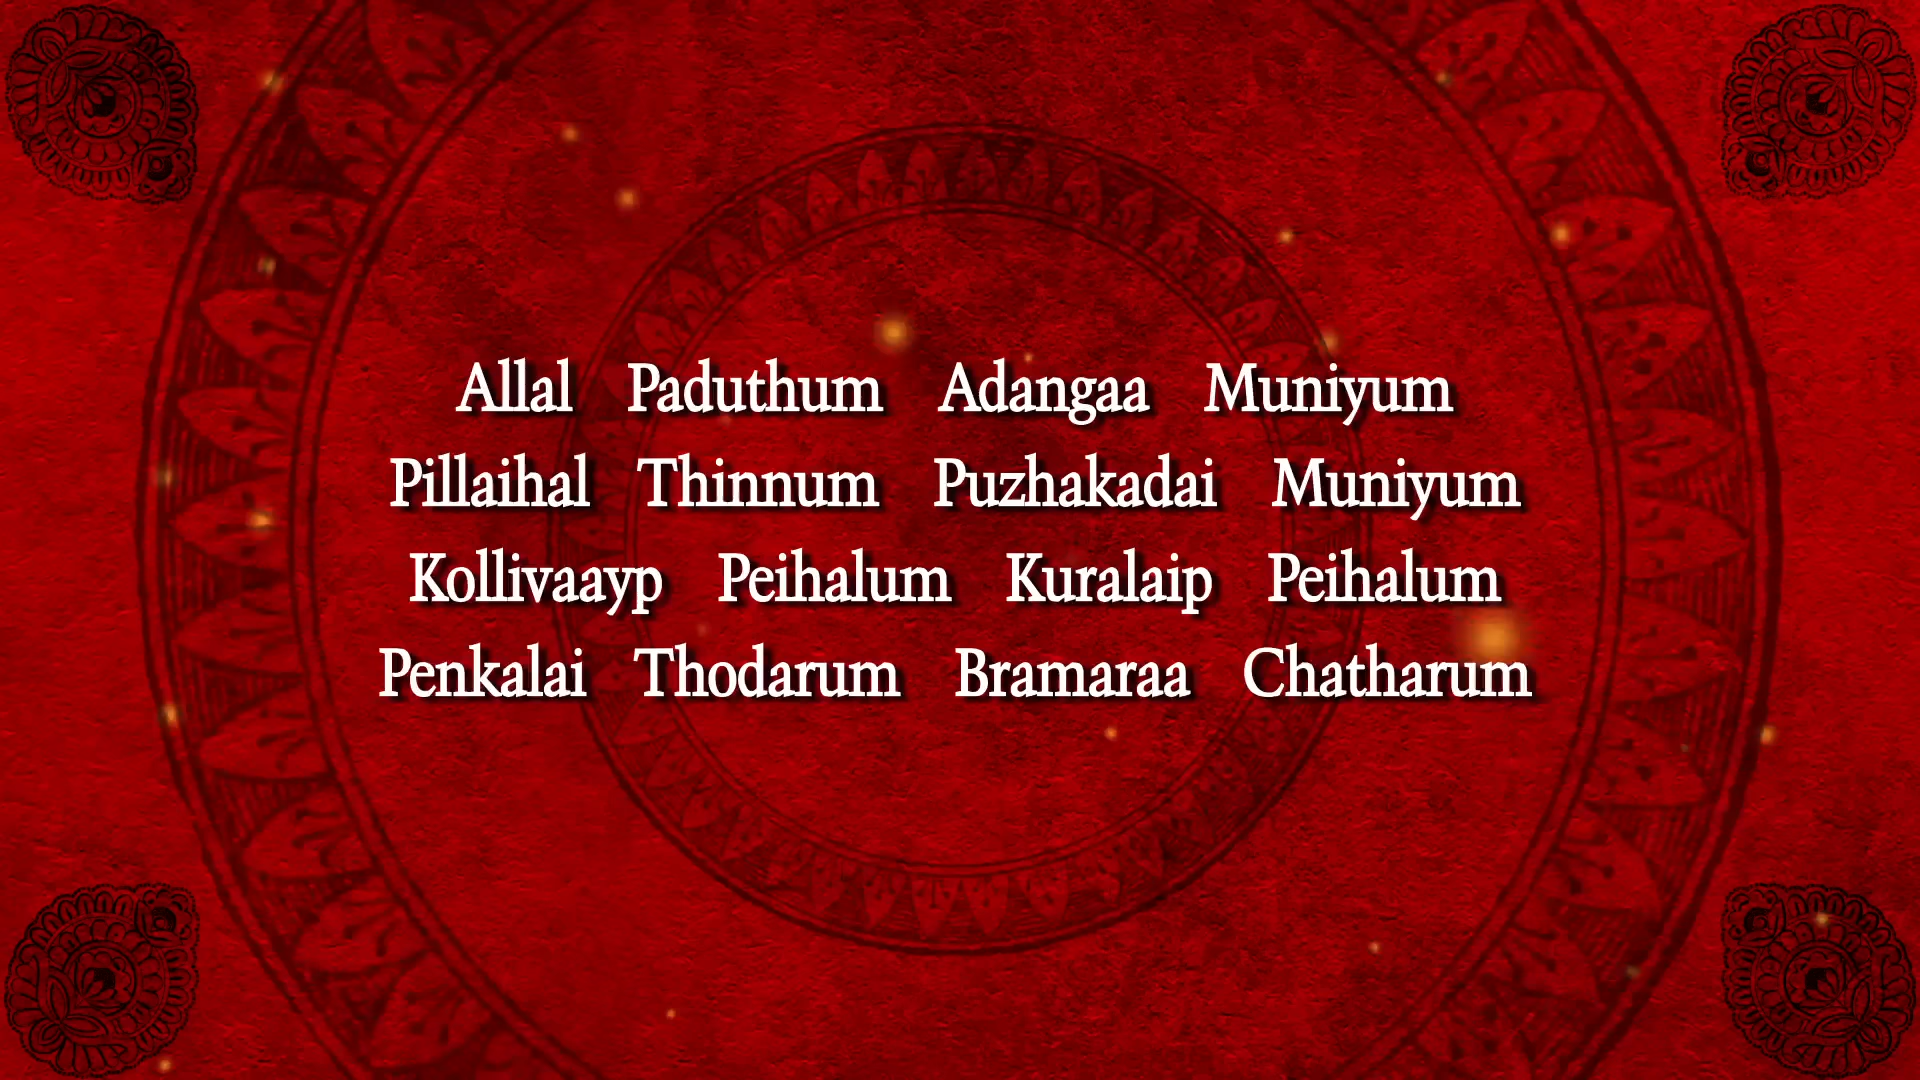 Allal Paduthum Adangaa Muniyum
Pillaihal Thinnum Puzhakadai Muniyum
Kollivaayp Peihalum Kuralaip Peihalum
Penkalai Thodarum Bramaraa Chatharum